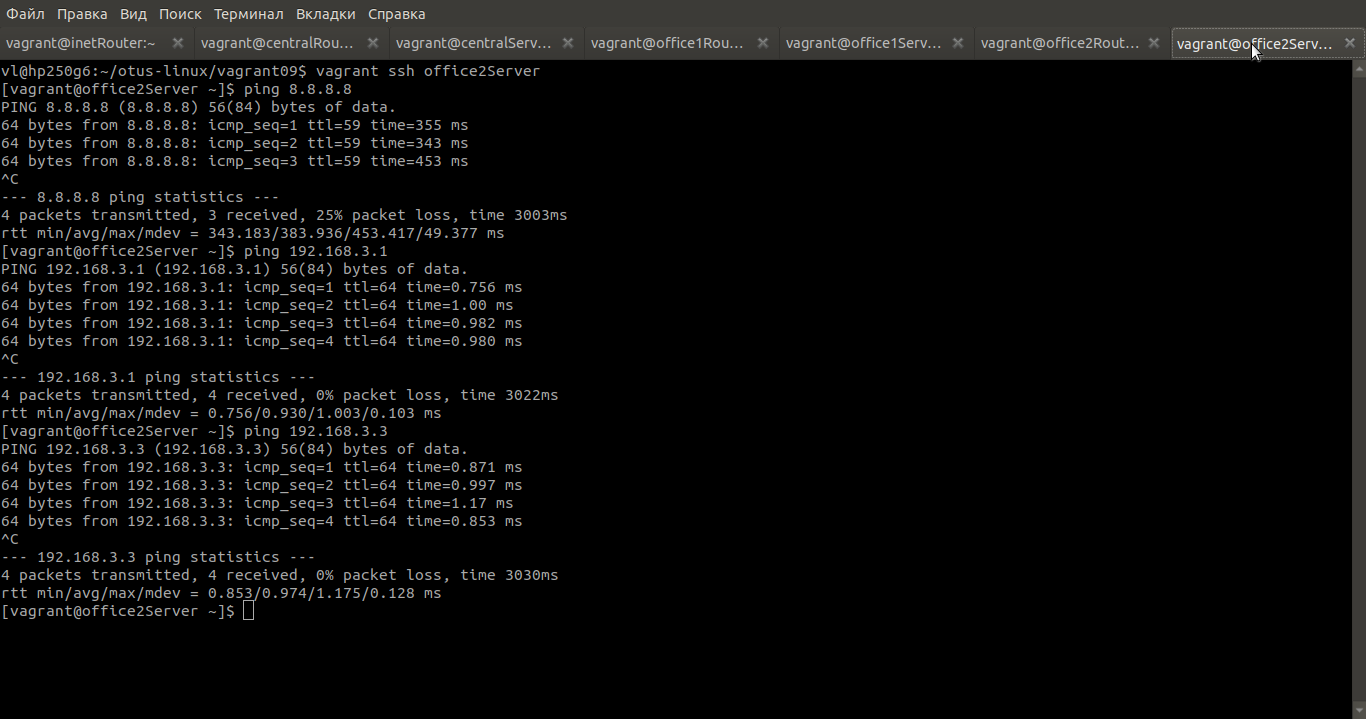 Файл Правка Вид Поиск Терминал Вкладки Справка
vagrant@inetRouter:~ vagrant@centralRou... vagrant@centralServ... vagrant@office1Rou... vagrant@office1Serv... vagrant@office2Rout... vagrant@office2Serv...
vl@hp250g6:~/otus-linux/vagrant09$ vagrant ssh office2Server
[vagrant@office2Server ~]$ ping 8.8.8.8
PING 8.8.8.8 (8.8.8.8) 56(84) bytes of data.
64 bytes from 8.8.8.8: icmp_seq=1 ttl=59 time=355 ms
64 bytes from 8.8.8.8: icmp_seq=2 ttl=59 time=343 ms
64 bytes from 8.8.8.8: icmp_seq=3 ttl=59 time=453 ms
^C
--- 8.8.8.8 ping statistics ---
4 packets transmitted, 3 received, 25% packet loss, time 3003ms
rtt min/avg/max/mdev = 343.183/383.936/453.417/49.377 ms
[vagrant@office2Server ~]$ ping 192.168.3.1
PING 192.168.3.1 (192.168.3.1) 56(84) bytes of data.
64 bytes from 192.168.3.1: icmp_seq=1 ttl=64 time=0.756 ms
64 bytes from 192.168.3.1: icmp_seq=2 ttl=64 time=1.00 ms
64 bytes from 192.168.3.1: icmp_seq=3 ttl=64 time=0.982 ms
64 bytes from 192.168.3.1: icmp_seq=4 ttl=64 time=0.980 ms
^C
--- 192.168.3.1 ping statistics ---
4 packets transmitted, 4 received, 0% packet loss, time 3022ms
rtt min/avg/max/mdev = 0.756/0.930/1.003/0.103 ms
[vagrant@office2Server ~]$ ping 192.168.3.3
PING 192.168.3.3 (192.168.3.3) 56(84) bytes of data.
64 bytes from 192.168.3.3: icmp_seq=1 ttl=64 time=0.871 ms
64 bytes from 192.168.3.3: icmp_seq=2 ttl=64 time=0.997 ms
64 bytes from 192.168.3.3: icmp_seq=3 ttl=64 time=1.17 ms
64 bytes from 192.168.3.3: icmp_seq=4 ttl=64 time=0.853 ms
^C
--- 192.168.3.3 ping statistics ---
4 packets transmitted, 4 received, 0% packet loss, time 3030ms
rtt min/avg/max/mdev = 0.853/0.974/1.175/0.128 ms
[vagrant@office2Server ~]$